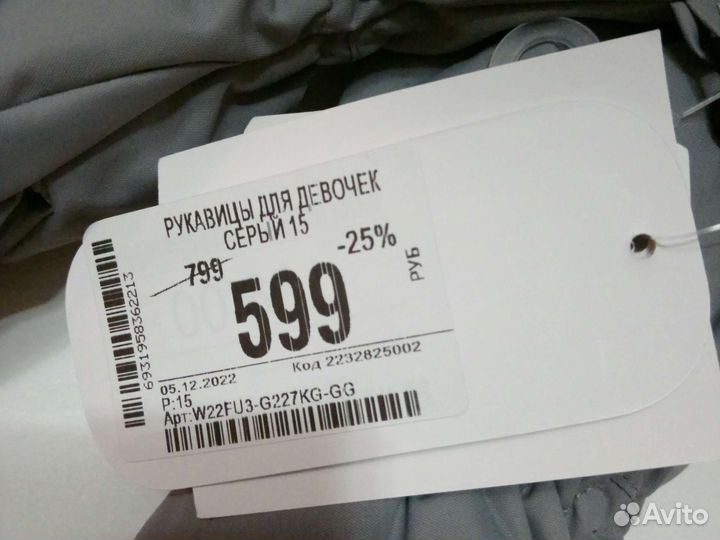 РУКАВИЦЫ ДЛЯ ДЕВОЧЕК
СЕРЫЙ 15
799
-25%
599
РУБ
6931958362213
Код 2232825002
05.12.2022
Р:15
Арт:W22FU3-G227KG-GG
Avito